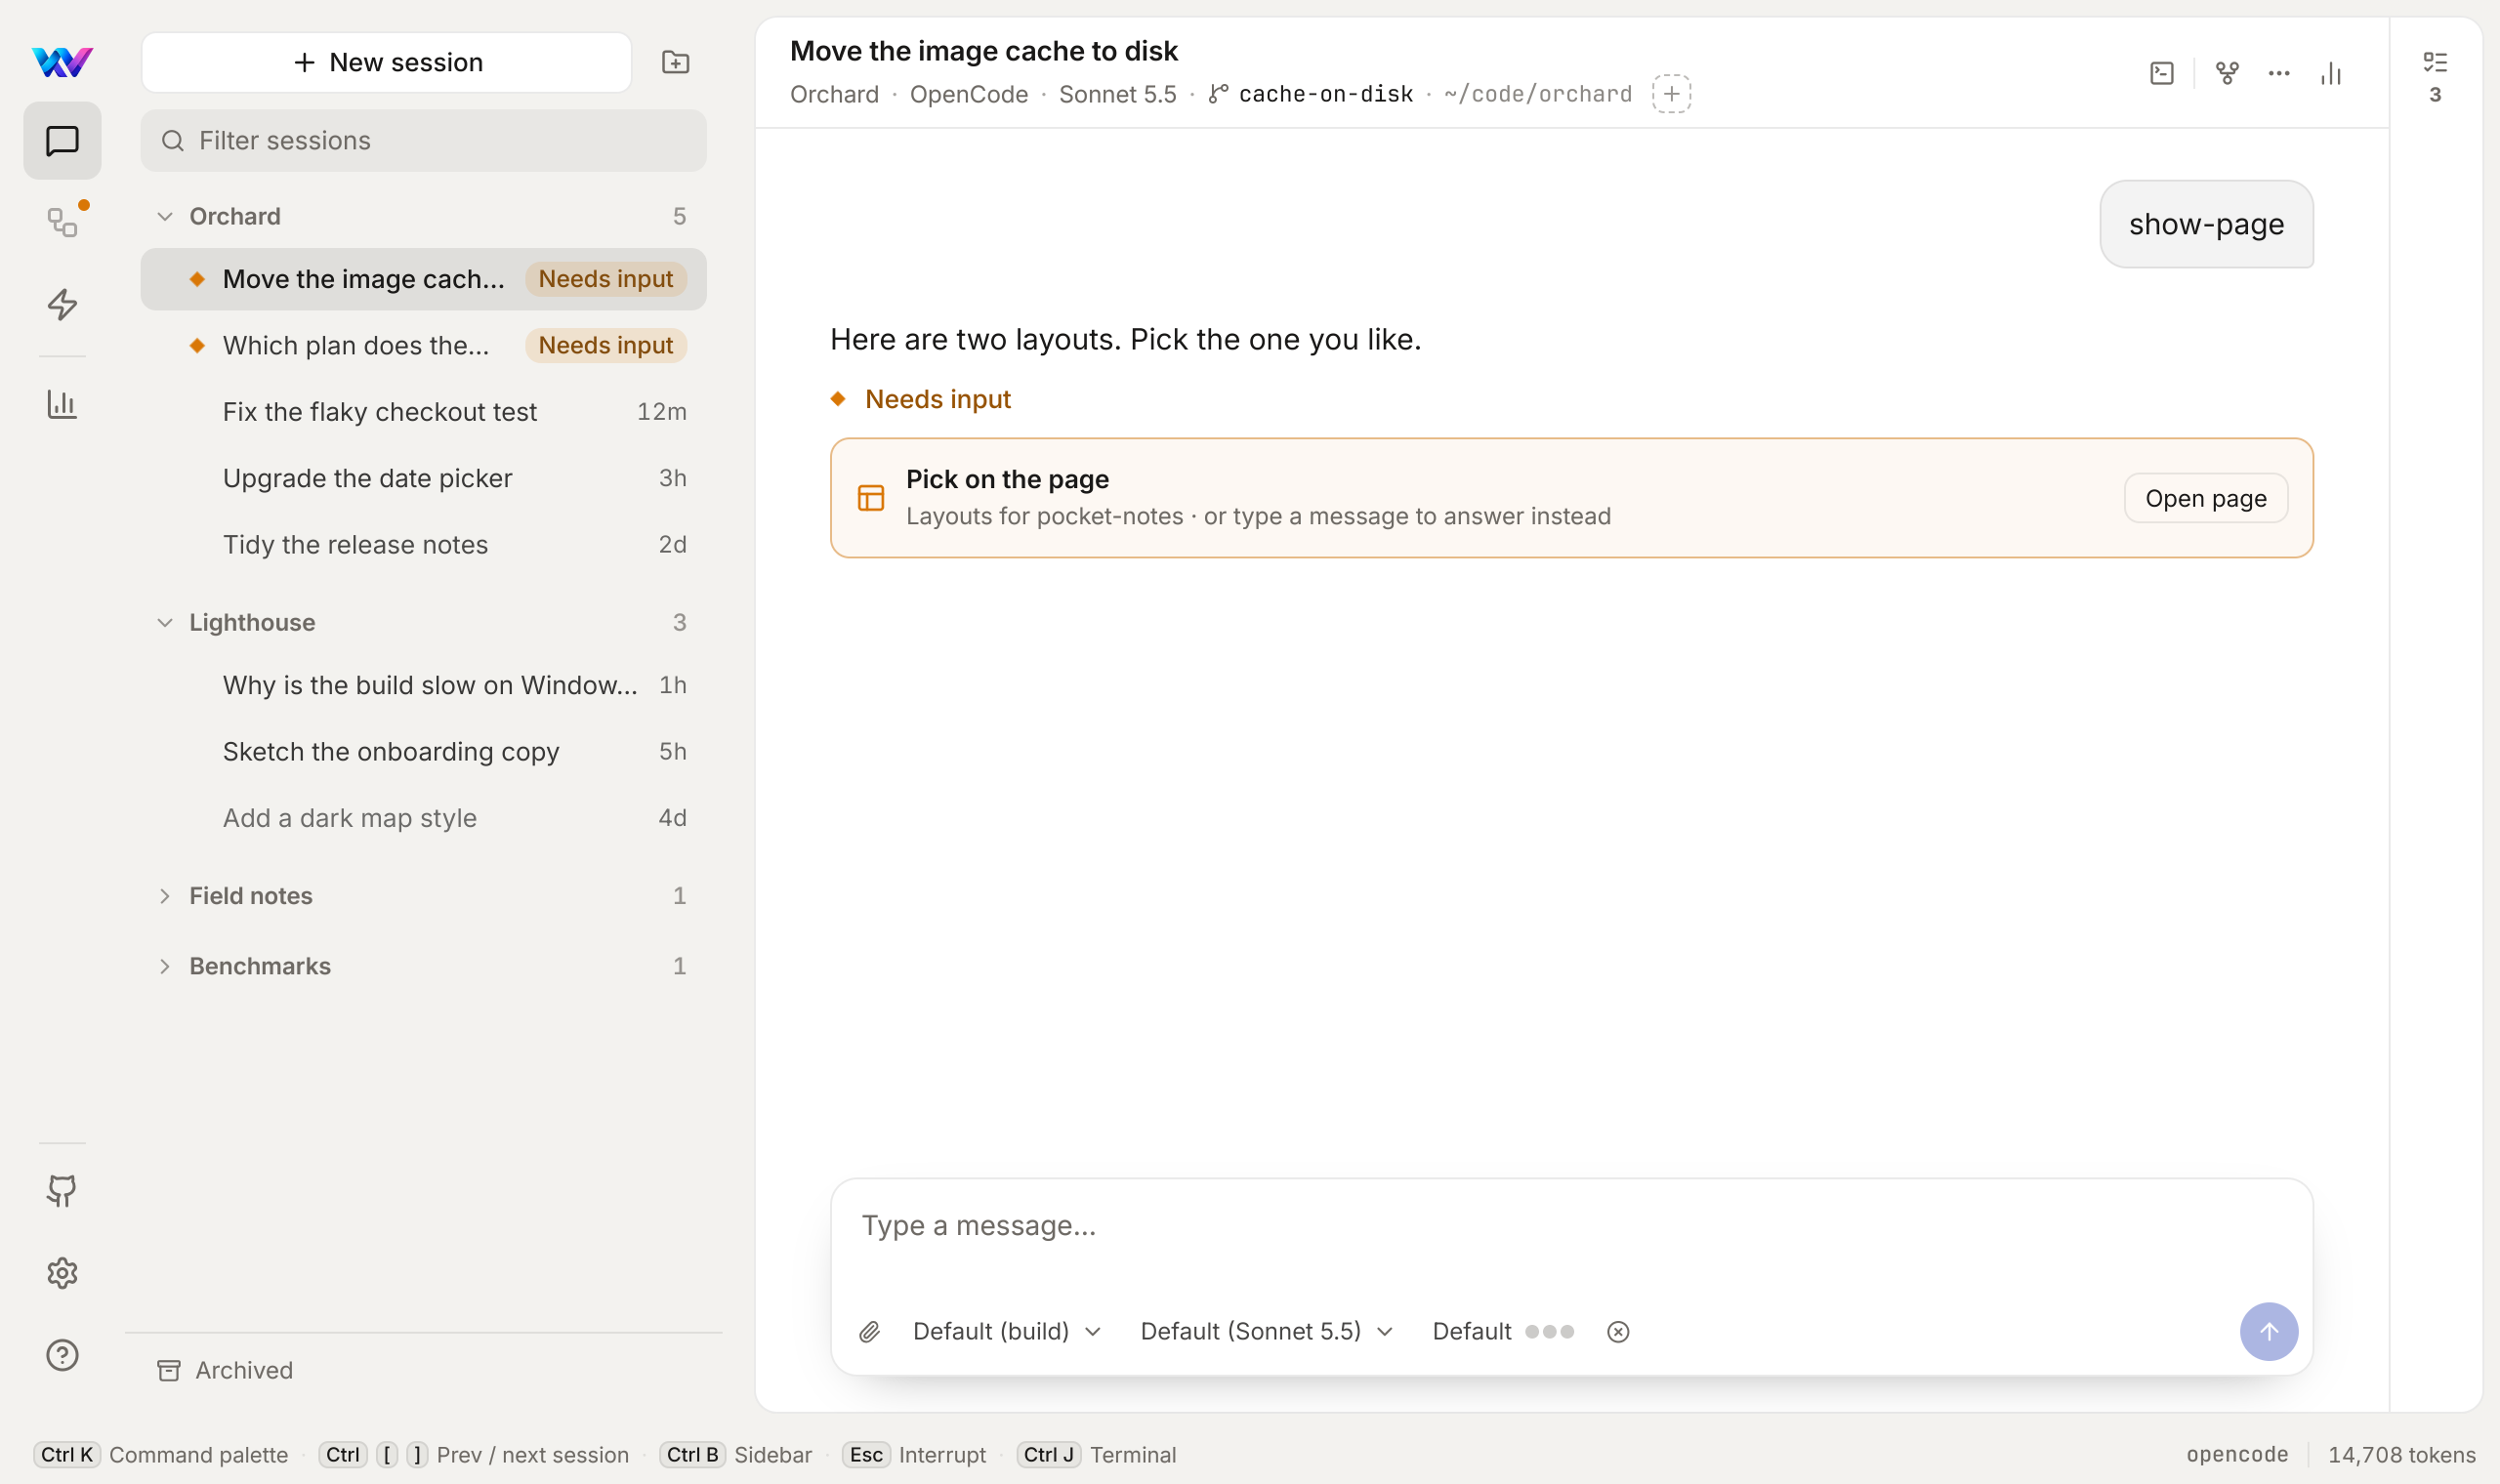 New session
Filter sessions
Orchard 5
Move the image cach... Needs input
Which plan does the... Needs input
Fix the flaky checkout test 12m
Upgrade the date picker 3h
Tidy the release notes 2d
Lighthouse 3
Why is the build slow on Window... 1h
Sketch the onboarding copy 5h
Add a dark map style 4d
Field notes 1
Benchmarks 1
Archived
Move the image cache to disk
Orchard · OpenCode · Sonnet 5.5 · cache-on-disk · ~/code/orchard
3
show-page
Here are two layouts. Pick the one you like.
Needs input
Pick on the page
Layouts for pocket-notes · or type a message to answer instead
Open page
Type a message...
Default (build) Default (Sonnet 5.5) Default
Ctrl K Command palette · Ctrl [ ] Prev / next session · Ctrl B Sidebar · Esc Interrupt · Ctrl J Terminal
opencode 14,708 tokens